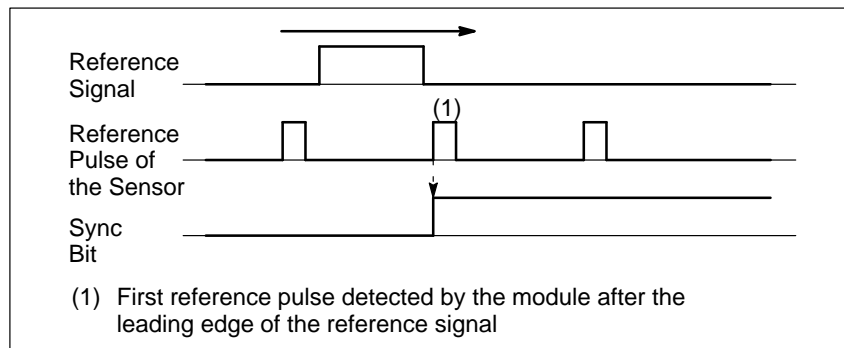 Reference
Signal
(1)
Reference
Pulse of
the Sensor
Sync
Bit
(1) First reference pulse detected by the module after the
leading edge of the reference signal